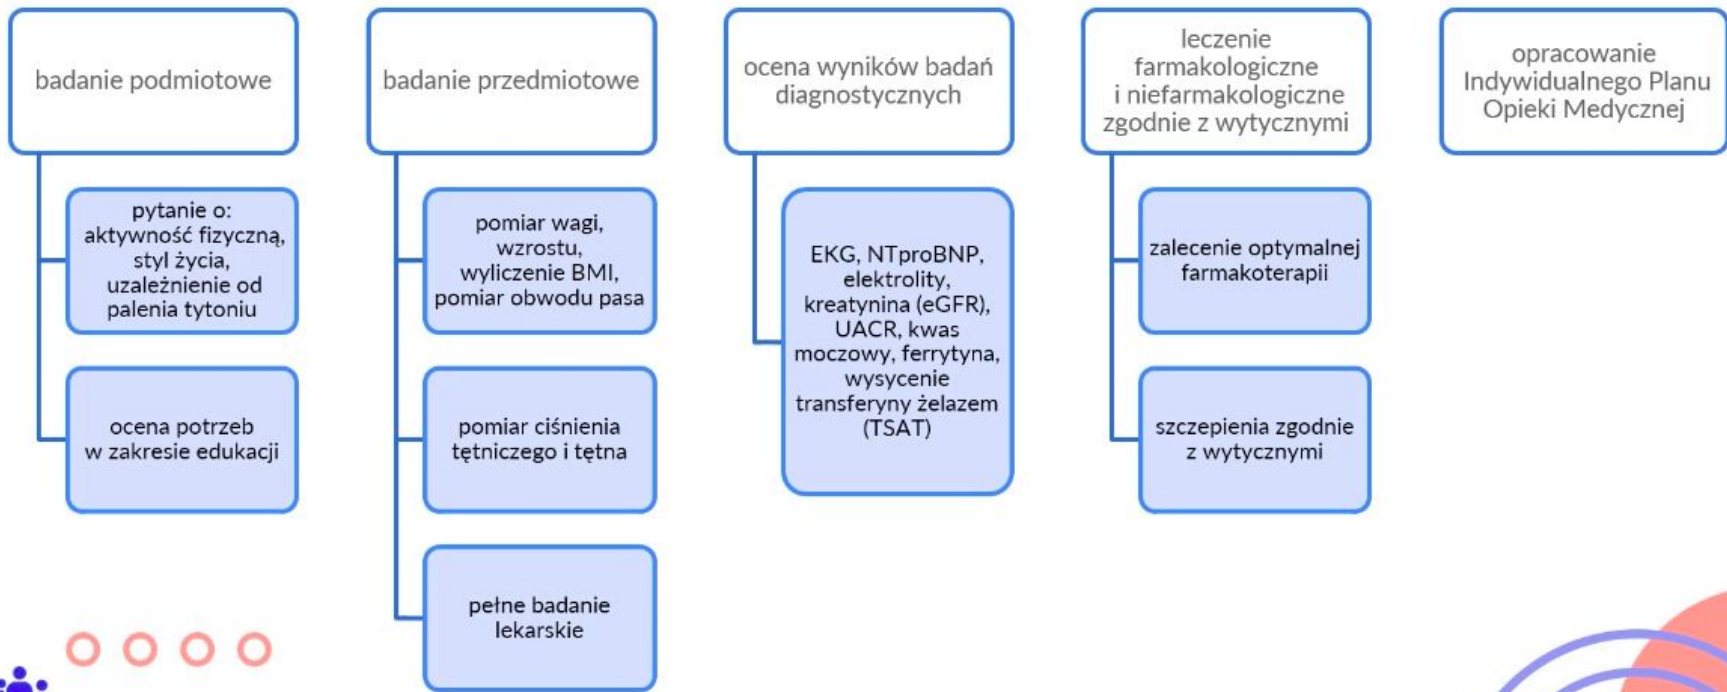 badanie podmiotowe
pytanie o:
aktywność fizyczną,
styl życia,
uzależnienie od
palenia tytoniu
ocena potrzeb
w zakresie edukacji
badanie przedmiotowe
pomiar wagi,
wzrostu,
wyliczenie BMI,
pomiar obwodu pasa
pomiar ciśnienia
tętniczego i tętna
pełne badanie
lekarskie
ocena wyników badań
diagnostycznych
EKG, NTproBNP,
elektrolity,
kreatynina (eGFR),
UACR, kwas
moczowy, ferrytyna,
wysycenie
transferyny żelazem
(TSAT)
leczenie
farmakologiczne
i niefarmakologiczne
zgodnie z wytycznymi
zalecenie optymalnej
farmakoterapii
szczepienia zgodnie
z wytycznymi
opracowanie
Indywidualnego Planu
Opieki Medycznej